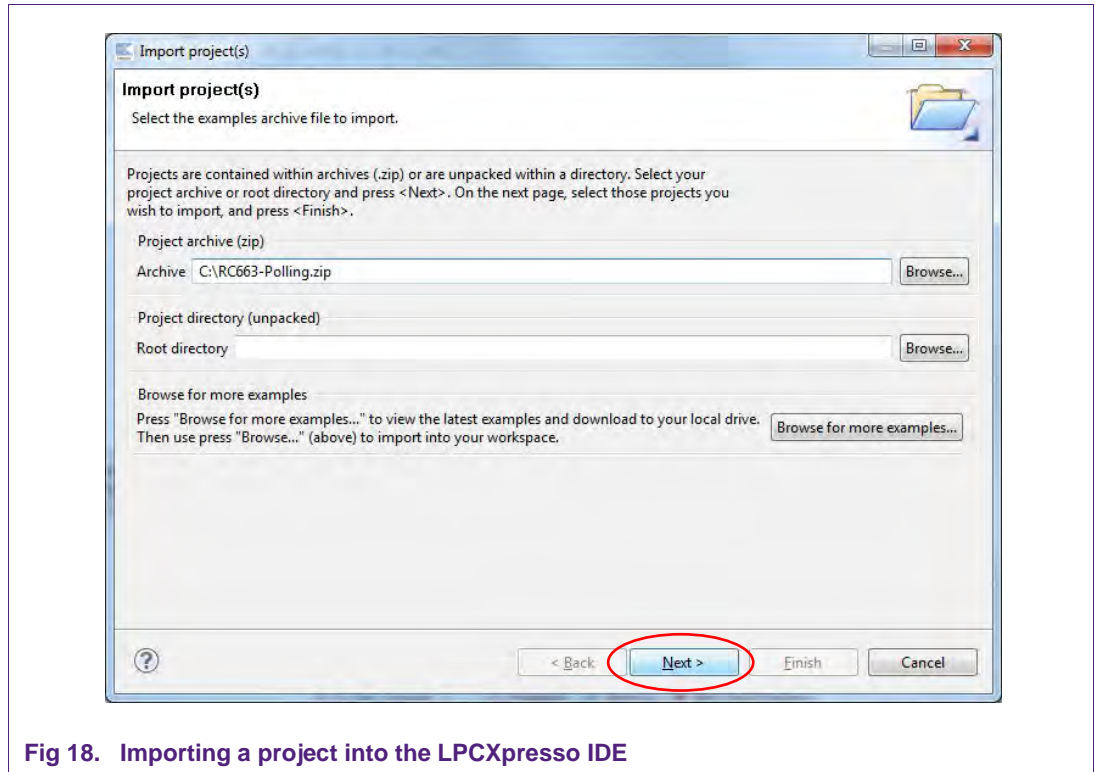 Import project(s)
Import project(s)
Select the examples archive file to import.
Projects are contained within archives (.zip) or are unpacked within a directory. Select your
project archive or root directory and press <Next>. On the next page, select those projects you
wish to import, and press <Finish>.
Project archive (zip)
Archive C:\RC663-Polling.zip Browse...
Project directory (unpacked)
Root directory Browse...
Browse for more examples
Press "Browse for more examples..." to view the latest examples and download to your local drive.
Then use press "Browse..." (above) to import into your workspace.
Browse for more examples...
? < Back Next > Finish Cancel
Fig 18. Importing a project into the LPCXpresso IDE